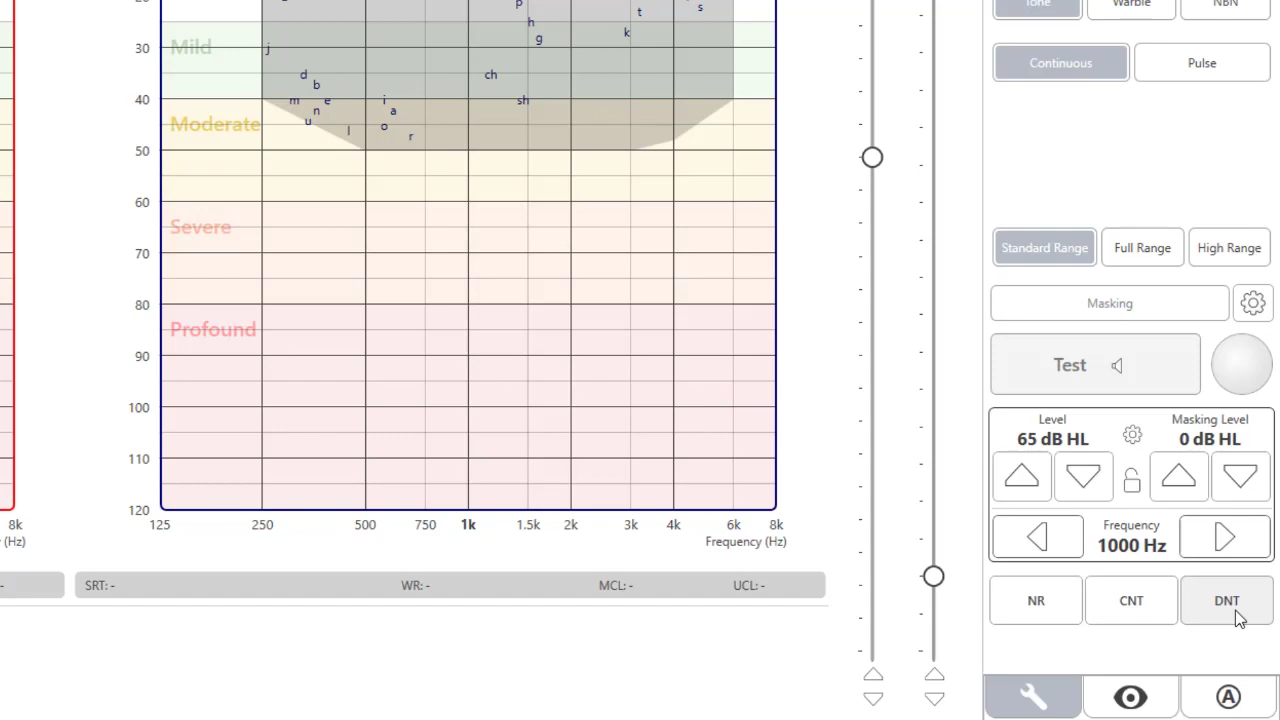 Tone Warble NBN
20
p t s
h
30 Mild j g k
Continuous Pulse
d ch
b
40 m e i sh
n a
Moderate u o
l r
50
60
Severe
Standard Range Full Range High Range
70
80 Masking
Profound
90 Test
100
Level Masking Level
65 dB HL 0 dB HL
110
120
8k 125 250 500 750 1k 1.5k 2k 3k 4k 6k 8k
(Hz) Frequency (Hz)
Frequency
1000 Hz
- SRT: - WR: - MCL: - UCL: -
NR CNT DNT
A